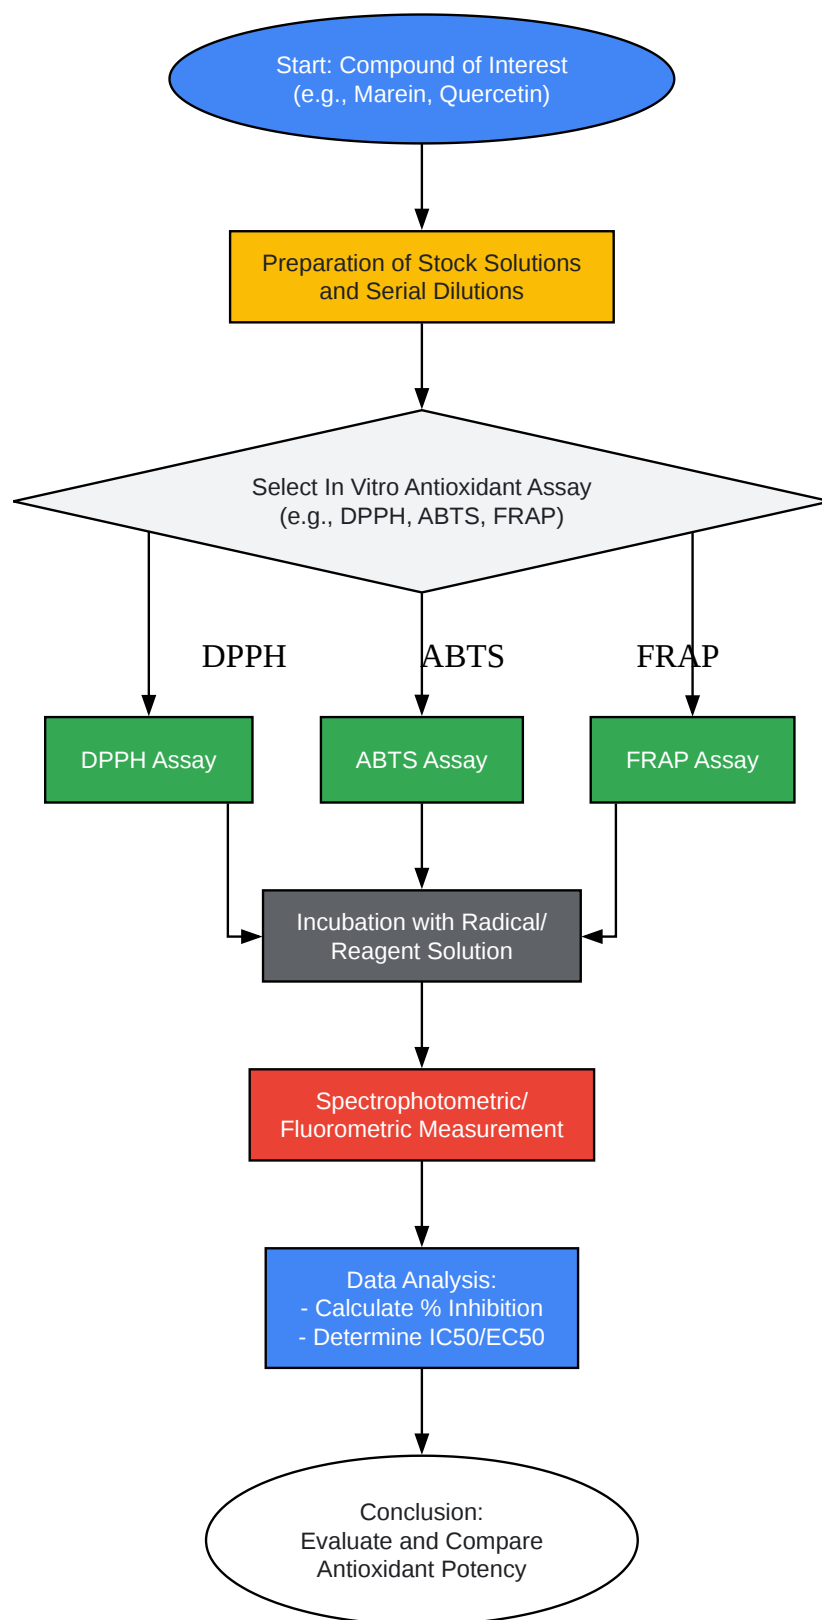 Start: Compound of Interest
(e.g., Marein, Quercetin)
Preparation of Stock Solutions
and Serial Dilutions
Select In Vitro Antioxidant Assay
(e.g., DPPH, ABTS, FRAP)
DPPH
ABTS
FRAP
DPPH Assay
ABTS Assay
FRAP Assay
Incubation with Radical/
Reagent Solution
Spectrophotometric/
Fluorometric Measurement
Data Analysis:
- Calculate % Inhibition
- Determine IC50/EC50
Conclusion:
Evaluate and Compare
Antioxidant Potency